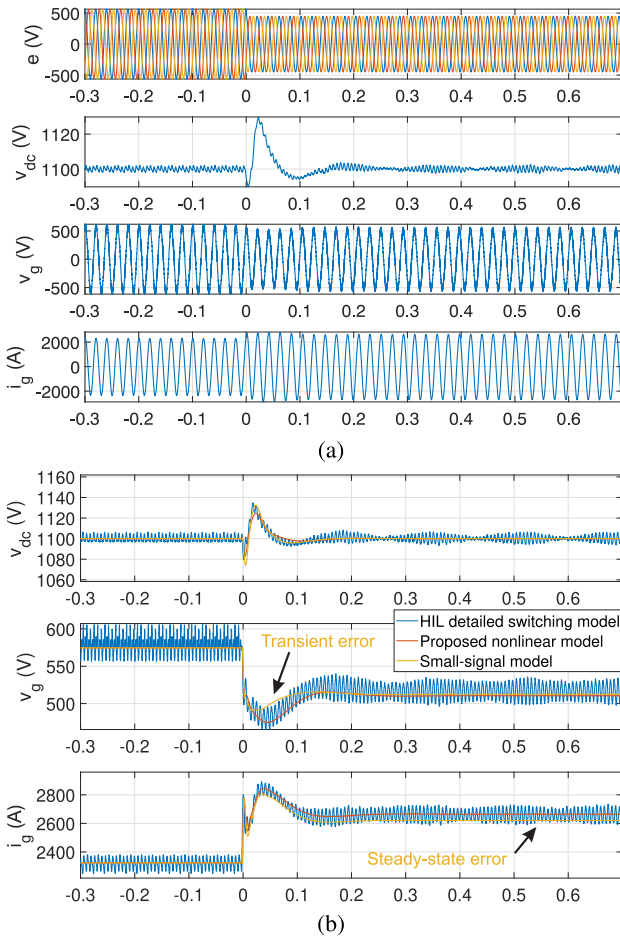 500
0
-500
e (V)
-0.3 -0.2 -0.1 0 0.1 0.2 0.3 0.4 0.5 0.6
1120
1100
v_dc (V)
-0.3 -0.2 -0.1 0 0.1 0.2 0.3 0.4 0.5 0.6
500
0
-500
v_g (V)
-0.3 -0.2 -0.1 0 0.1 0.2 0.3 0.4 0.5 0.6
2000
0
-2000
i_g (A)
-0.3 -0.2 -0.1 0 0.1 0.2 0.3 0.4 0.5 0.6
(a)
1160
1140
1120
1100
1080
1060
v_dc (V)
-0.3 -0.2 -0.1 0 0.1 0.2 0.3 0.4 0.5 0.6
HIL detailed switching model
Proposed nonlinear model
Small-signal model
600
550
500
v_g (V)
Transient error
-0.3 -0.2 -0.1 0 0.1 0.2 0.3 0.4 0.5 0.6
2800
2600
2400
i_g (A)
Steady-state error
-0.3 -0.2 -0.1 0 0.1 0.2 0.3 0.4 0.5 0.6
(b)